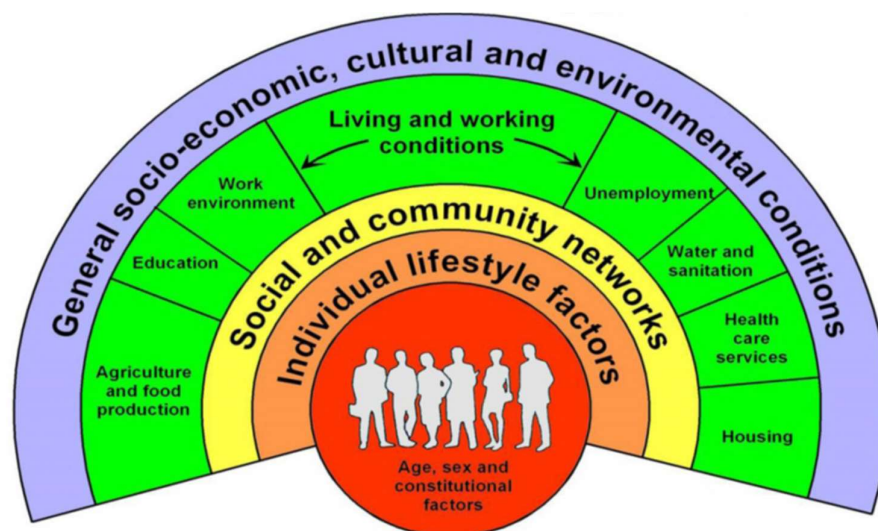 General socio-economic, cultural and environmental conditions
Living and working
conditions
Work
environment
Unemployment
Education
Water and
sanitation
Agriculture
and food
production
Health
care
services
Housing
Social and community networks
Individual lifestyle factors
Age, sex and
constitutional
factors